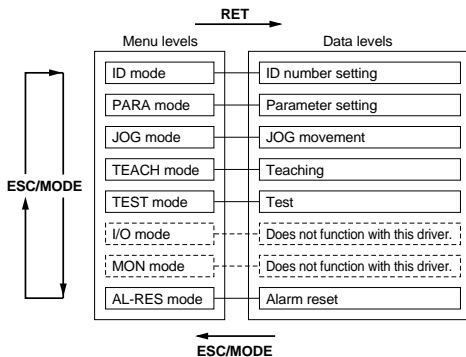 RET
Menu levels Data levels
ID mode ID number setting
PARA mode Parameter setting
JOG mode JOG movement
TEACH mode Teaching
ESC/MODE
TEST mode Test
I/O mode Does not function with this driver.
MON mode Does not function with this driver.
AL-RES mode Alarm reset
ESC/MODE